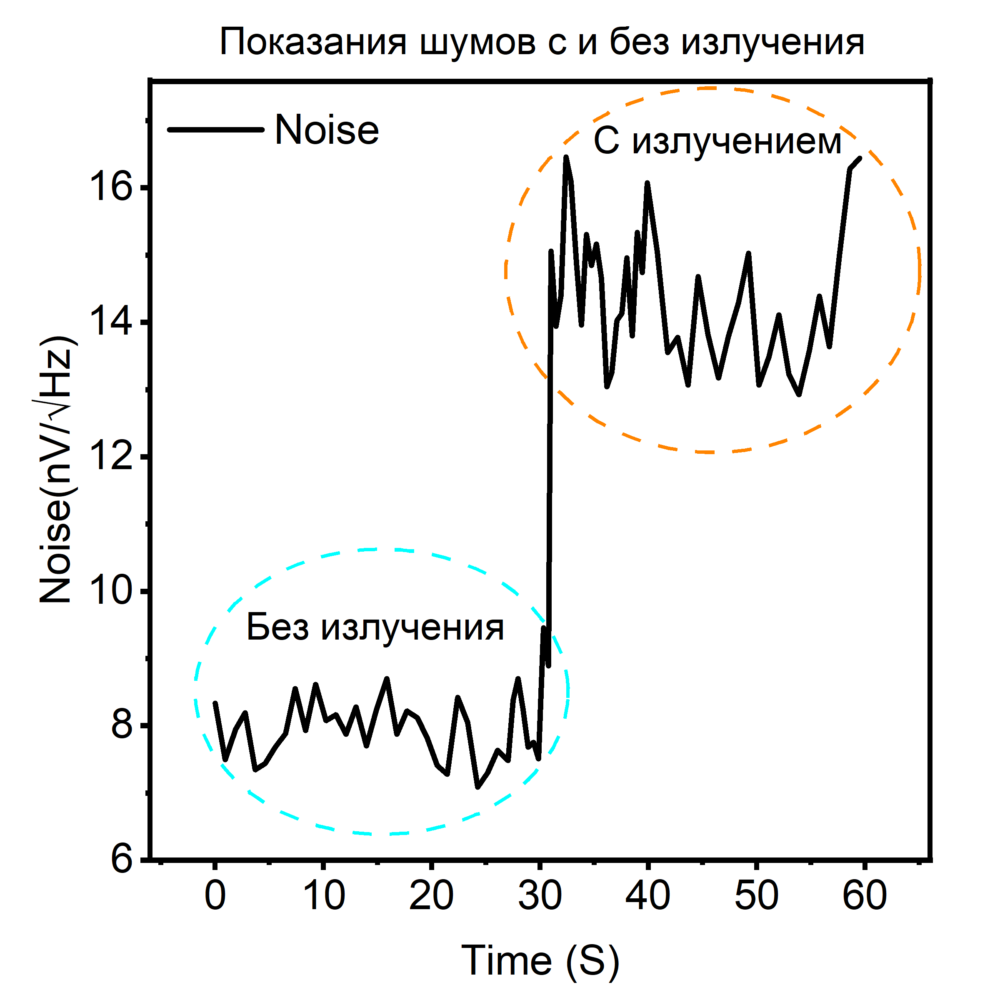 Показания шумов с и без излучения
Noise
С излучением
Без излучения
Noise(nV/√Hz)
16
14
12
10
8
6
0 10 20 30 40 50 60
Time (S)